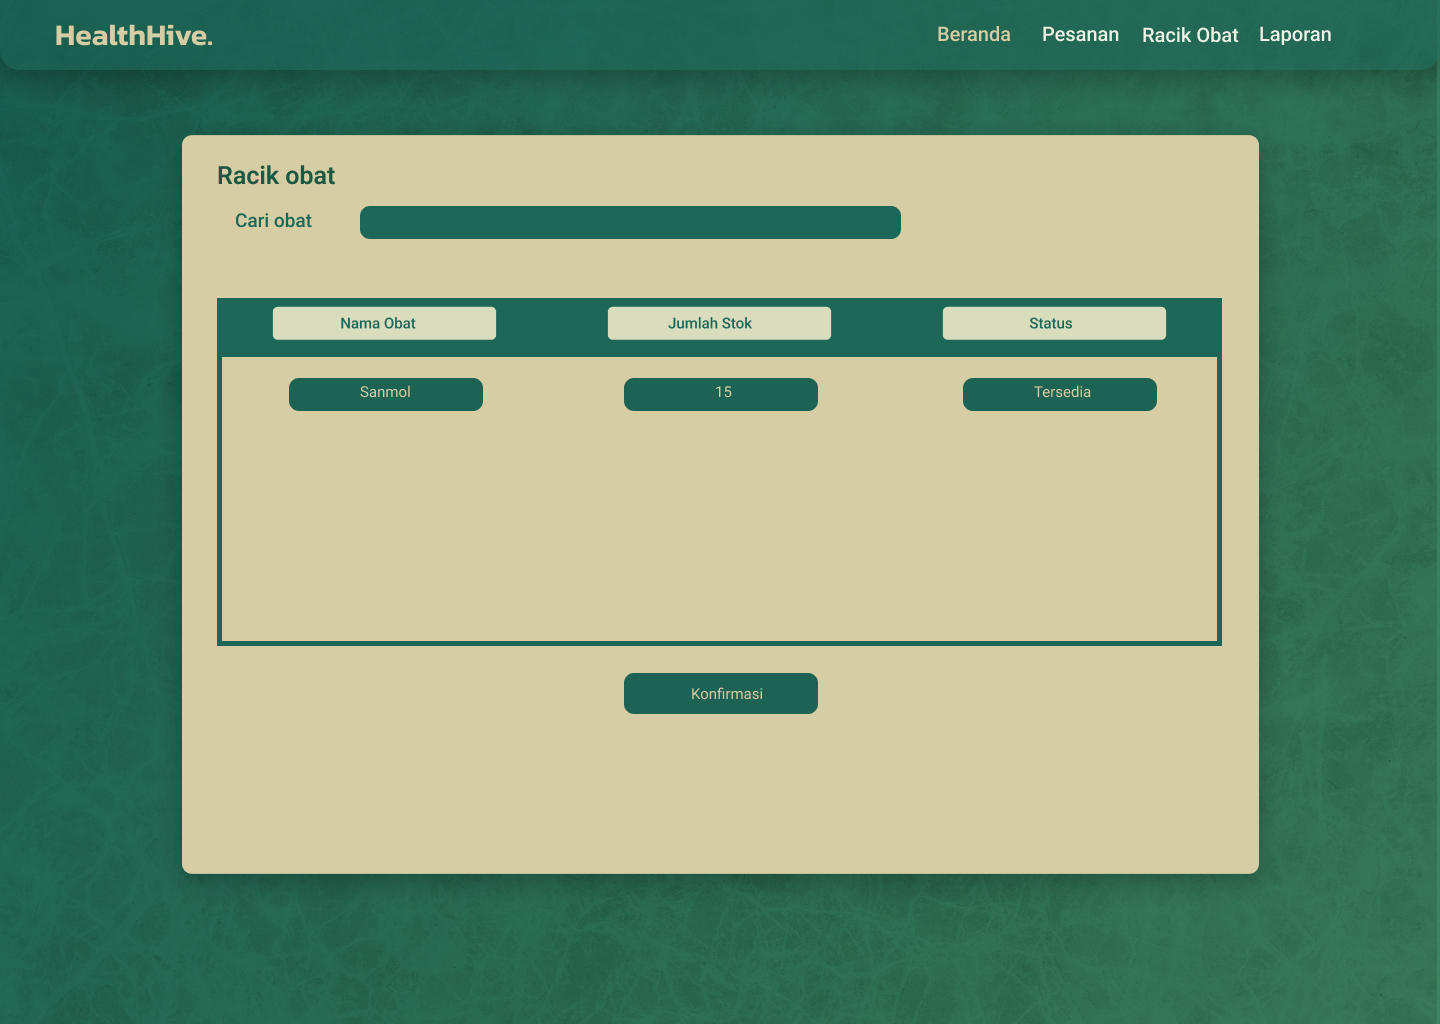 HealthHive.
Beranda Pesanan Racik Obat Laporan
Racik obat
Cari obat
Nama Obat Jumlah Stok Status
Sanmol 15 Tersedia
Konfirmasi